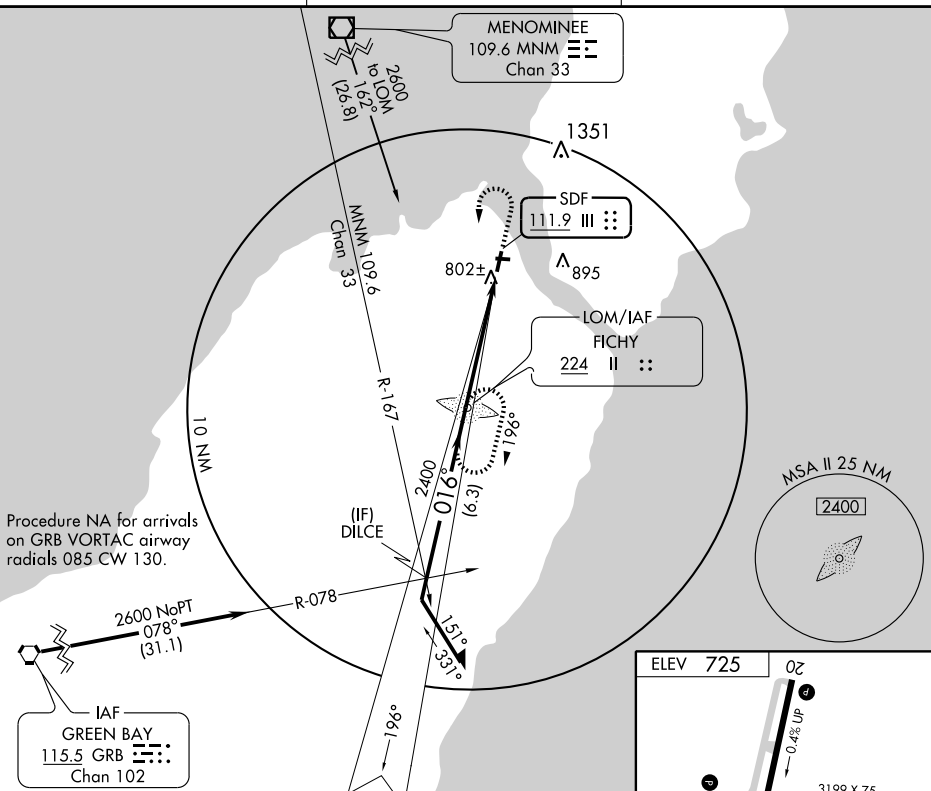 MENOMINEE
109.6 MNM
Chan 33
2600
to LOM
162°
(26.8)
1351
SDF
111.9 III
MNM 109.6
Chan 33
802±
895
LOM/IAF
FICHY
224 II
R-167
196°
10 NM
2400
016°
(6.3)
MSA II 25 NM
2400
(IF)
DILCE
Procedure NA for arrivals
on GRB VORTAC airway
radials 085 CW 130.
2600 NoPT
078°
(31.1)
R-078
151°
331°
196°
IAF
GREEN BAY
115.5 GRB
Chan 102
ELEV 725
20
P
0.4% UP
P
3199 X 75